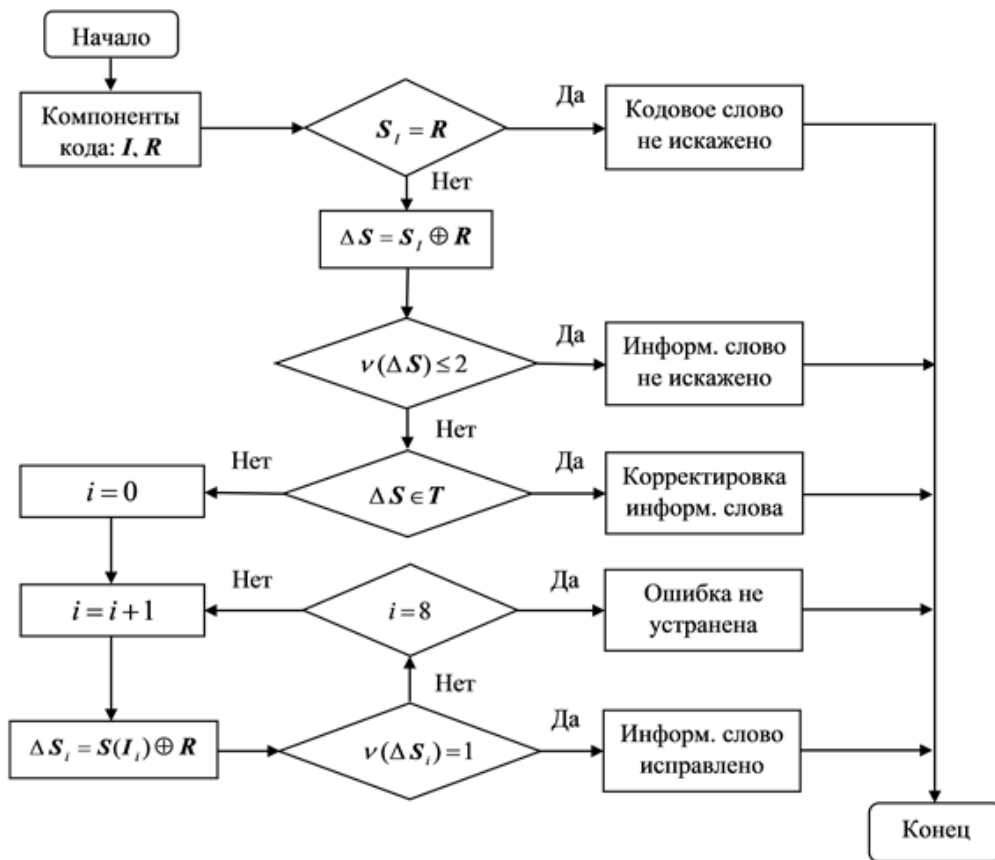 Начало
Компоненты
кода: I, R
S_I = R
Да
Кодовое слово
не искажено
Нет
ΔS = S_I ⊕ R
ν(ΔS) ≤ 2
Да
Информ. слово
не искажено
Нет
i = 0
Нет
ΔS ∈ T
Да
Корректировка
информ. слова
i = i + 1
Нет
i = 8
Да
Ошибка не
устранена
Нет
ΔS_i = S(I_i) ⊕ R
ν(ΔS_i) = 1
Да
Информ. слово
исправлено
Конец